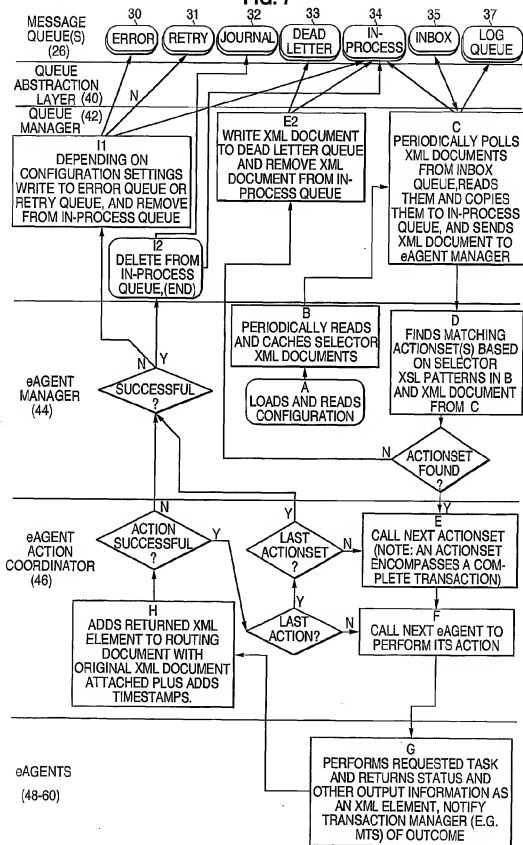 FIG. 7
MESSAGE
QUEUE(S)
(26)
30
31
32
33
34
35
37
ERROR
RETRY
JOURNAL
DEAD
LETTER
IN-
PROCESS
INBOX
LOG
QUEUE
QUEUE
ABSTRACTION
LAYER (40)
N
QUEUE (42)
MANAGER
I1
DEPENDING ON
CONFIGURATION SETTINGS
WRITE TO ERROR QUEUE OR
RETRY QUEUE, AND REMOVE
FROM IN-PROCESS QUEUE
E2
WRITE XML DOCUMENT
TO DEAD LETTER QUEUE
AND REMOVE XML
DOCUMENT FROM IN-
PROCESS QUEUE
C
PERIODICALLY POLLS
XML DOCUMENTS
FROM INBOX
QUEUE,READS
THEM AND COPIES
THEM TO IN-PROCESS
QUEUE, AND SENDS
XML DOCUMENT TO
eAGENT MANAGER
I2
DELETE FROM
IN-PROCESS
QUEUE,(END)
eAGENT
MANAGER
(44)
N
Y
SUCCESSFUL
?
B
PERIODICALLY READS
AND CACHES SELECTOR
XML DOCUMENTS
A
LOADS AND READS
CONFIGURATION
D
FINDS MATCHING
ACTIONSET(S) BASED
ON SELECTOR
XSL PATTERNS IN B
AND XML DOCUMENT
FROM C
N
ACTIONSET
FOUND
?
Y
eAGENT
ACTION
COORDINATOR
(46)
N
ACTION
SUCCESSFUL
?
Y
Y
LAST
ACTIONSET
?
N
E
CALL NEXT ACTIONSET
(NOTE: AN ACTIONSET
ENCOMPASSES A COM-
PLETE TRANSACTION)
Y
LAST
ACTION?
N
F
CALL NEXT eAGENT TO
PERFORM ITS ACTION
H
ADDS RETURNED XML
ELEMENT TO ROUTING
DOCUMENT WITH
ORIGINAL XML DOCUMENT
ATTACHED PLUS ADDS
TIMESTAMPS.
eAGENTS
(48-60)
G
PERFORMS REQUESTED TASK
AND RETURNS STATUS AND
OTHER OUTPUT INFORMATION AS
AN XML ELEMENT, NOTIFY
TRANSACTION MANAGER (E.G.
MTS) OF OUTCOME